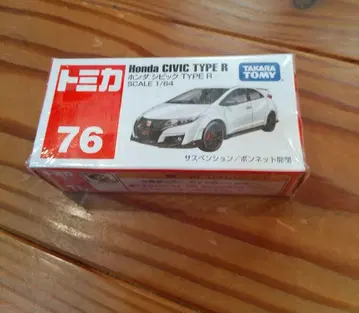 トミカ
76
Honda CIVIC TYPE R
ホンダ シビック TYPE R
SCALE 1/64
TAKARA
TOMY
サスペンション/ボンネット開閉